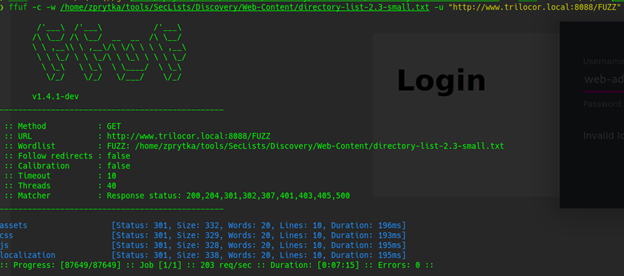 ❯ ffuf -c -w /home/zprytka/tools/SecLists/Discovery/Web-Content/directory-list-2.3-small.txt -u "http://www.trilocor.local:8088/FUZZ"
v1.4.1-dev
:: Method : GET
:: URL : http://www.trilocor.local:8088/FUZZ
:: Wordlist : FUZZ: /home/zprytka/tools/SecLists/Discovery/Web-Content/directory-list-2.3-small.txt
:: Follow redirects : false
:: Calibration : false
:: Timeout : 10
:: Threads : 40
:: Matcher : Response status: 200,204,301,302,307,401,403,405,500
assets [Status: 301, Size: 332, Words: 20, Lines: 10, Duration: 196ms]
css [Status: 301, Size: 329, Words: 20, Lines: 10, Duration: 193ms]
js [Status: 301, Size: 328, Words: 20, Lines: 10, Duration: 195ms]
localization [Status: 301, Size: 338, Words: 20, Lines: 10, Duration: 195ms]
:: Progress: [87649/87649] :: Job [1/1] :: 203 req/sec :: Duration: [0:07:15] :: Errors: 0 ::
Login
Username
web-ad
Password
Invalid lo